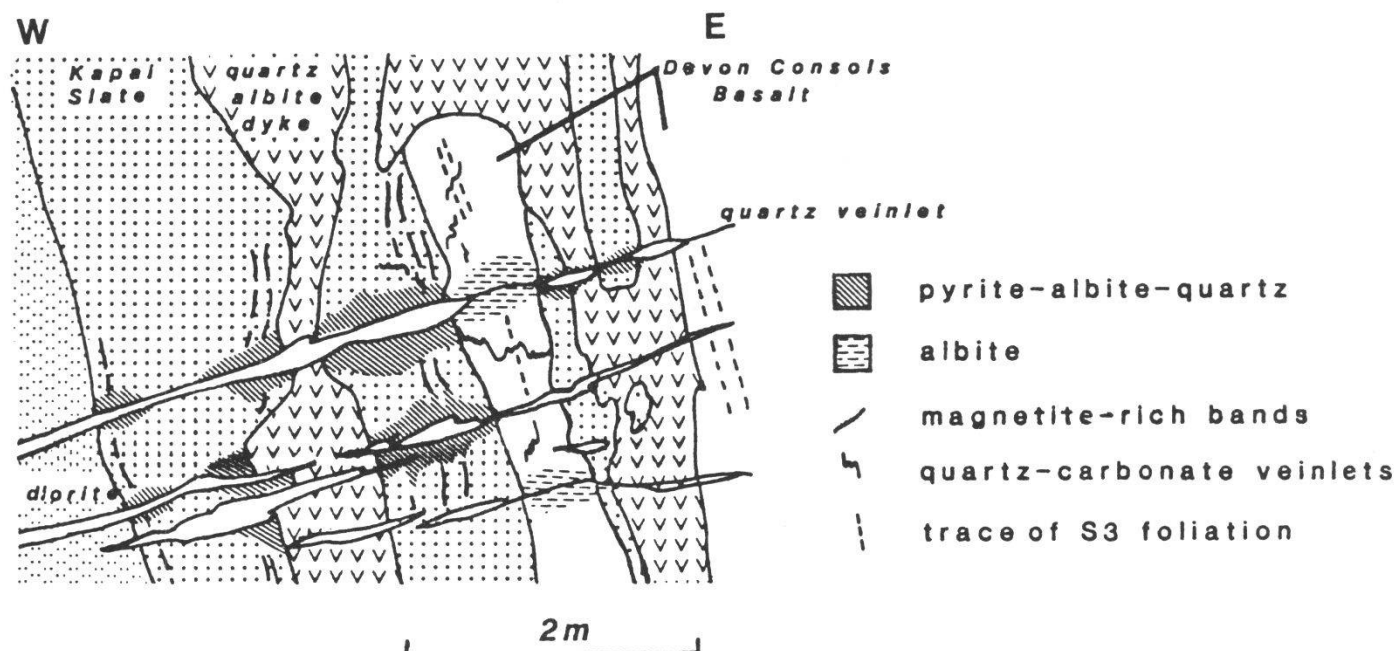 W
E
Kapai
Slate
quartz
albite
dyke
Devon Consols
Basalt
quartz veinlet
pyrite-albite-quartz
albite
magnetite-rich bands
quartz-carbonate veinlets
trace of S3 foliation
diorite
2m